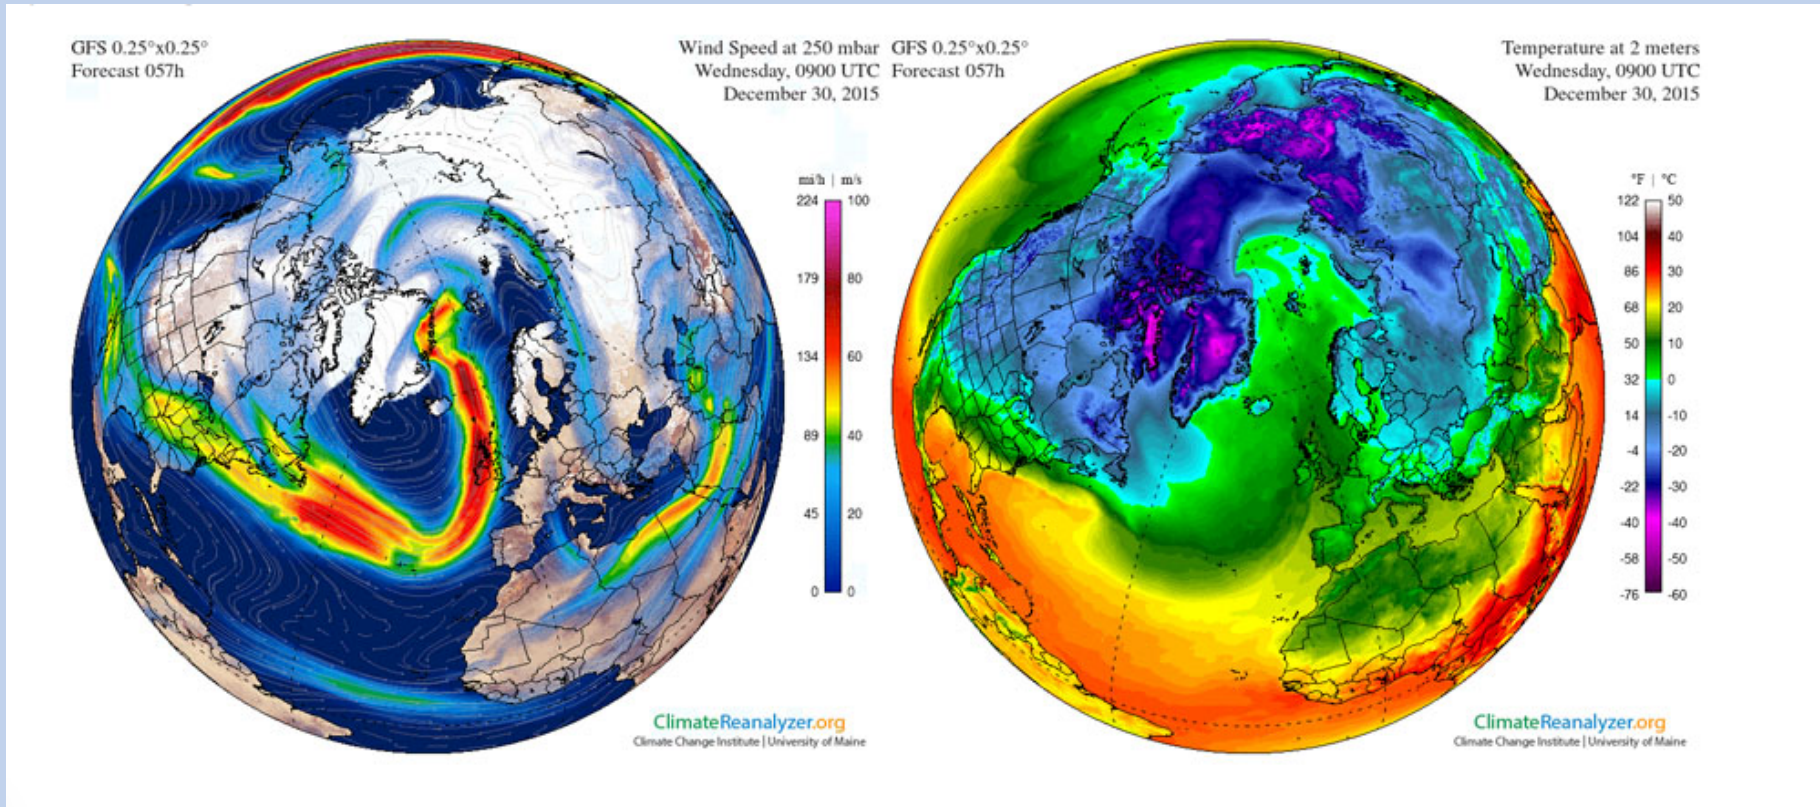 GFS 0.25°x0.25°
Forecast 057h
Wind Speed at 250 mbar
Wednesday, 0900 UTC
December 30, 2015
mi/h | m/s
224 100
179 80
134 60
89 40
45 20
0 0
ClimateReanalyzer.org
Climate Change Institute | University of Maine
GFS 0.25°x0.25°
Forecast 057h
Temperature at 2 meters
Wednesday, 0900 UTC
December 30, 2015
°F | °C
122 50
104 40
86 30
68 20
50 10
32 0
14 -10
-4 -20
-22 -30
-40 -40
-58 -50
-76 -60
ClimateReanalyzer.org
Climate Change Institute | University of Maine